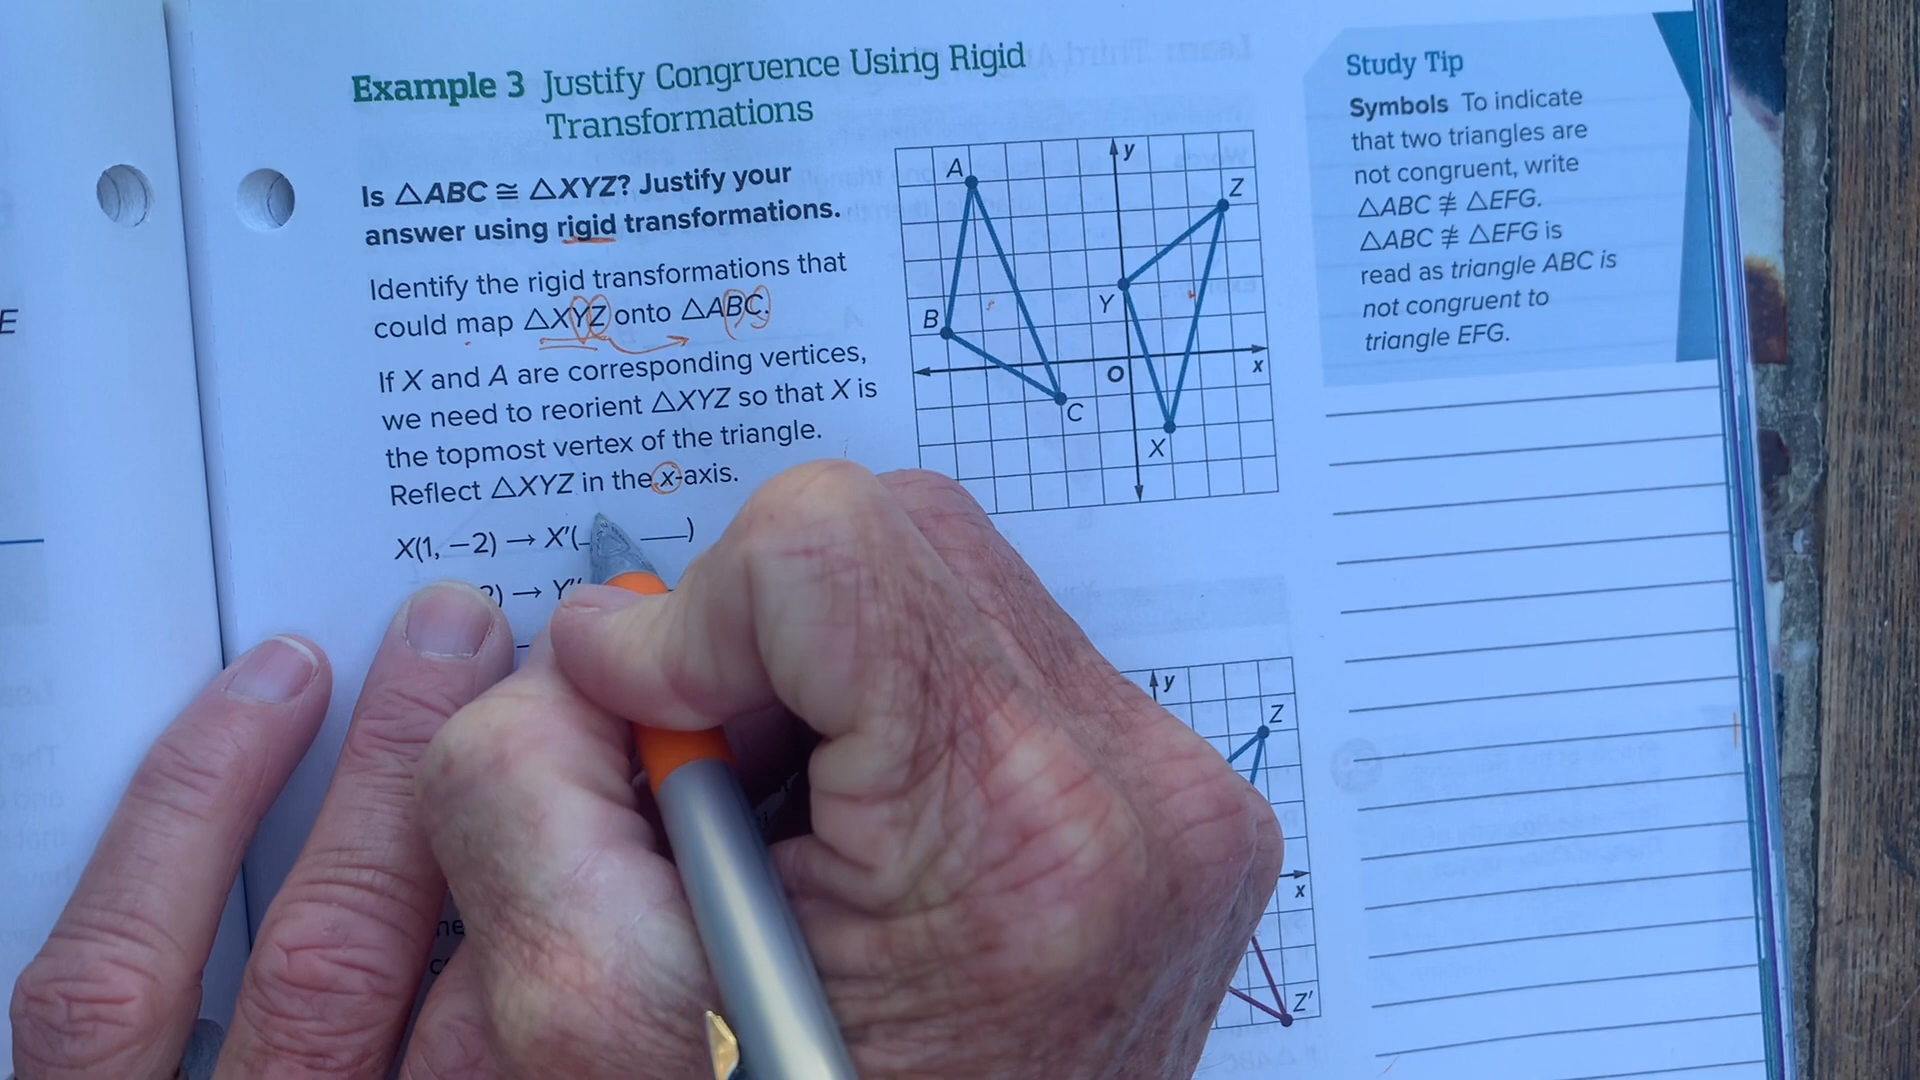 Example 3 Justify Congruence Using Rigid
Transformations
Is △ABC ≅ △XYZ? Justify your
answer using rigid transformations.
Identify the rigid transformations that
could map △XYZ onto △ABC.
If X and A are corresponding vertices,
we need to reorient △XYZ so that X is
the topmost vertex of the triangle.
Reflect △XYZ in the x-axis.
X(1, −2) → X′(
) → Y′
A
B
C
y
Z
Y
O
x
X
y
Z
x
Z′
Study Tip
Symbols To indicate
that two triangles are
not congruent, write
△ABC ≇ △EFG.
△ABC ≇ △EFG is
read as triangle ABC is
not congruent to
triangle EFG.
E